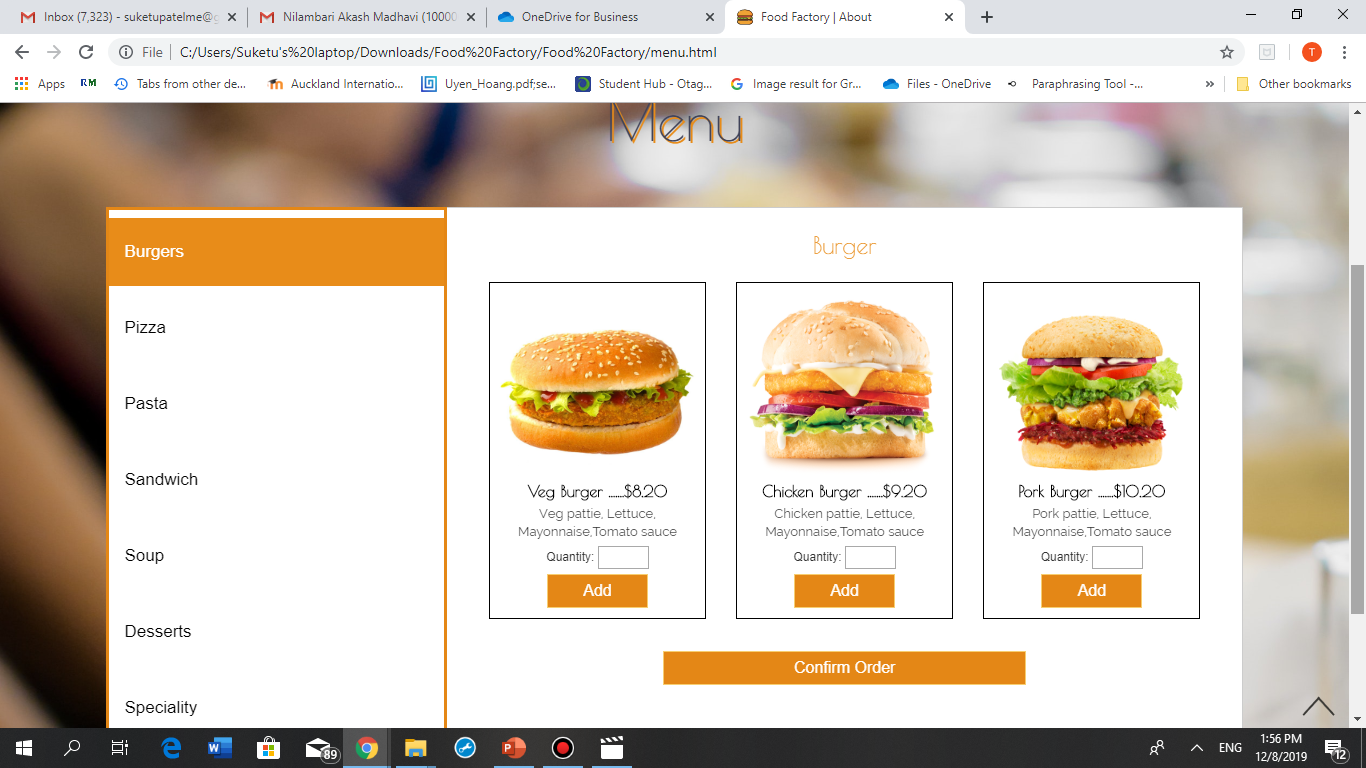 Inbox (7,323) - suketupatelme@g
Nilambari Akash Madhavi (10000
OneDrive for Business
Food Factory | About
File
C:/Users/Suketu's%20laptop/Downloads/Food%20Factory/Food%20Factory/menu.html
T
Apps
RM
Tabs from other de...
Auckland Internatio...
Uyen_Hoang.pdf;se...
Student Hub - Otag...
Image result for Gr...
Files - OneDrive
Paraphrasing Tool -...
»
Other bookmarks
Menu
Burgers
Pizza
Pasta
Sandwich
Soup
Desserts
Speciality
Burger
Veg Burger .......$8.20
Veg pattie, Lettuce,
Mayonnaise,Tomato sauce
Quantity:
Add
Chicken Burger .......$9.20
Chicken pattie, Lettuce,
Mayonnaise,Tomato sauce
Quantity:
Add
Pork Burger .......$10.20
Pork pattie, Lettuce,
Mayonnaise,Tomato sauce
Quantity:
Add
Confirm Order
89
ENG
1:56 PM
12/8/2019
12